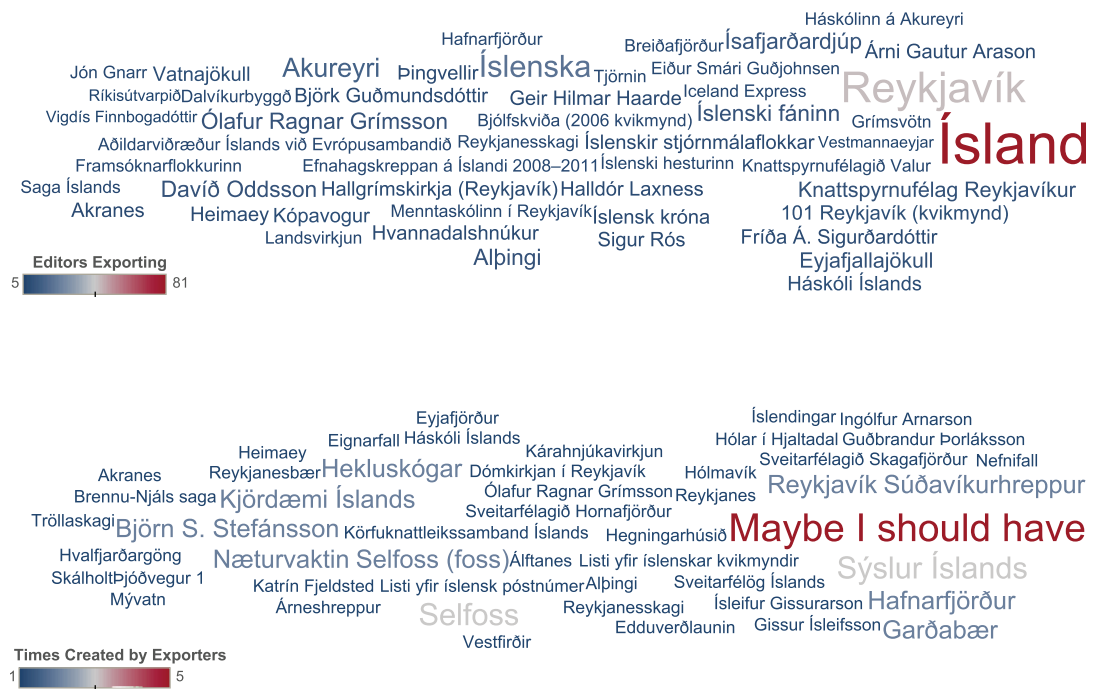 Háskólinn á Akureyri
Hafnarfjörður Breiðafjörður Ísafjarðardjúp Árni Gautur Arason
Jón Gnarr Vatnajökull Akureyri Þingvellir Íslenska Tjörnin Eiður Smári Guðjohnsen
Ríkisútvarpið Dalvíkurbyggð Björk Guðmundsdóttir Geir Hilmar Haarde Iceland Express Reykjavík
Vigdís Finnbogadóttir Ólafur Ragnar Grímsson Bjólfskviða (2006 kvikmynd) Íslenski fáninn Grímsvötn
Aðildarviðræður Íslands við Evrópusambandið Reykjanesskagi Íslenskir stjórnmálaflokkar Vestmannaeyjar Ísland
Framsóknarflokkurinn Efnahagskreppan á Íslandi 2008–2011 Íslenski hesturinn Knattspyrnufélagið Valur
Saga Íslands Davíð Oddsson Hallgrímskirkja (Reykjavík) Halldór Laxness Knattspyrnufélag Reykjavíkur
Akranes Heimaey Kópavogur Menntaskólinn í Reykjavík Íslensk króna 101 Reykjavík (kvikmynd)
Landsvirkjun Hvannadalshnúkur Sigur Rós Fríða Á. Sigurðardóttir
Alþingi Eyjafjallajökull
Háskóli Íslands
Editors Exporting
5 81
Eyjafjörður Íslendingar Ingólfur Arnarson
Eignarfall Háskóli Íslands Hólar í Hjaltadal Guðbrandur Þorláksson
Heimaey Kárahnjúkavirkjun Sveitarfélagið Skagafjörður Nefnifall
Akranes Reykjanesbær Hekluskógar Dómkirkjan í Reykjavík Hólmavík
Brennu-Njáls saga Kjördæmi Íslands Ólafur Ragnar Grímsson Reykjanes Reykjavík Súðavíkurhreppur
Tröllaskagi Björn S. Stefánsson Sveitarfélagið Hornafjörður
Körfuknattleikssamband Íslands Hegningarhúsið Maybe I should have
Hvalfjarðargöng Næturvaktin Selfoss (foss) Álftanes Listi yfir íslenskar kvikmyndir
Skálholt Þjóðvegur 1 Katrín Fjeldsted Listi yfir íslensk póstnúmer Alþingi Sveitarfélög Íslands Sýslur Íslands
Mývatn Árneshreppur Selfoss Reykjanesskagi Ísleifur Gissurarson Hafnarfjörður
Edduverðlaunin Gissur Ísleifsson Garðabær
Vestfirðir
Times Created by Exporters
1 5